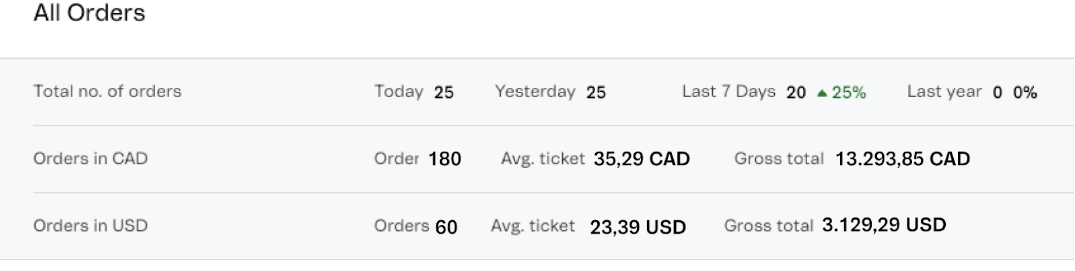 All Orders
Total no. of orders Today 25 Yesterday 25 Last 7 Days 20 ▲ 25% Last year 0 0%
Orders in CAD Order 180 Avg. ticket 35,29 CAD Gross total 13.293,85 CAD
Orders in USD Orders 60 Avg. ticket 23,39 USD Gross total 3.129,29 USD